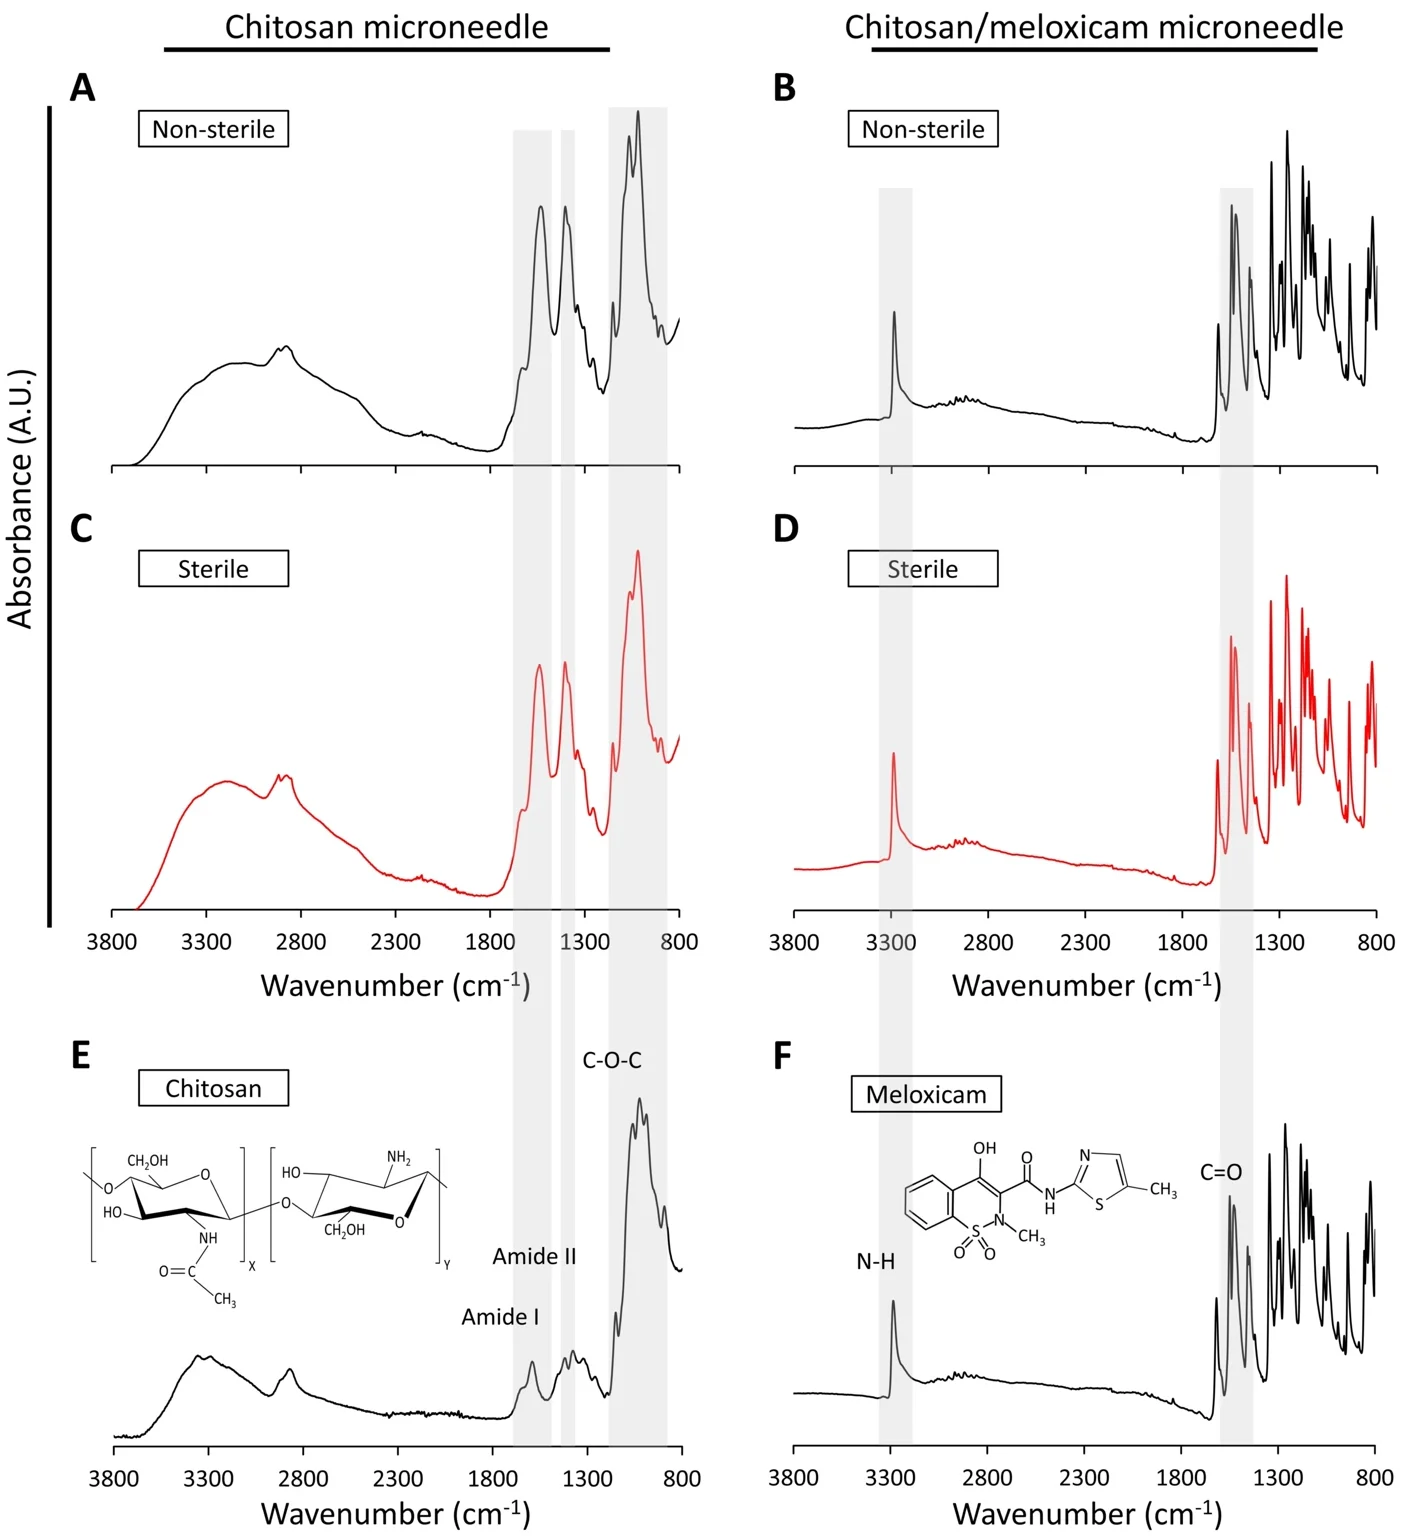 Chitosan microneedle
Chitosan/meloxicam microneedle
A
Non-sterile
B
Non-sterile
Absorbance (A.U.)
C
Sterile
D
Sterile
3800 3300 2800 2300 1800 1300 800
Wavenumber (cm-1)
3800 3300 2800 2300 1800 1300 800
Wavenumber (cm-1)
E
Chitosan
C-O-C
CH2OH
O
O
HO
NH
O=C
CH3
X
HO
NH2
O
CH2OH
O
Y
Amide II
Amide I
3800 3300 2800 2300 1800 1300 800
Wavenumber (cm-1)
F
Meloxicam
OH
O
N
N
H
S
CH3
S
N
CH3
O O
C=O
N-H
3800 3300 2800 2300 1800 1300 800
Wavenumber (cm-1)